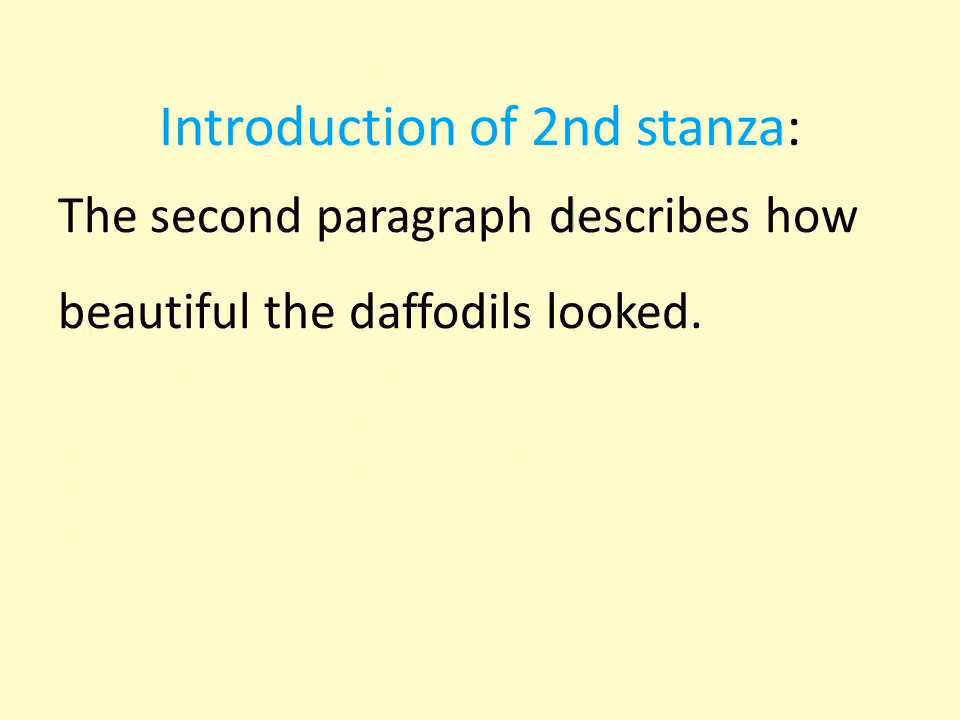 Introduction of 2nd stanza:
The second paragraph describes how
beautiful the daffodils looked.